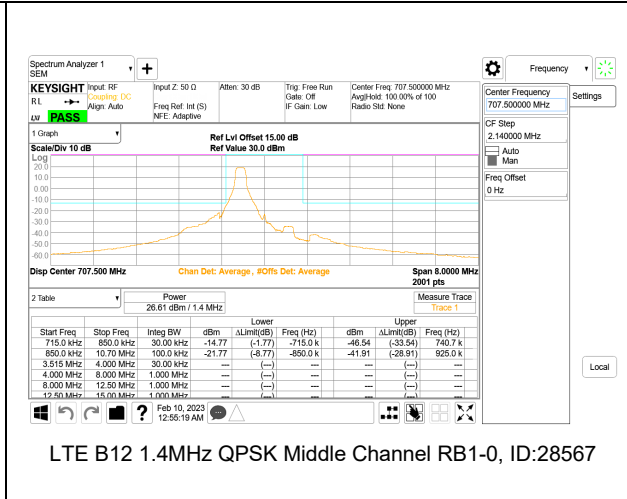 Spectrum Analyzer 1
SEM
+
Frequency
KEYSIGHT
RL
LXI PASS
Input: RF
Coupling: DC
Align: Auto
Input Z: 50 Ω
Freq Ref: Int (S)
NFE: Adaptive
Atten: 30 dB
Trig: Free Run
Gate: Off
IF Gain: Low
Center Freq: 707.500000 MHz
Avg|Hold: 100.00% of 100
Radio Std: None
Center Frequency
707.500000 MHz
Settings
CF Step
2.140000 MHz
Auto
Man
Freq Offset
0 Hz
1 Graph
Scale/Div 10 dB
Ref Lvl Offset 15.00 dB
Ref Value 30.0 dBm
Log
20.0
10.0
0.00
-10.0
-20.0
-30.0
-40.0
-50.0
-60.0
Disp Center 707.500 MHz
Chan Det: Average , #Offs Det: Average
Span 8.0000 MHz
2001 pts
2 Table
Power
26.61 dBm / 1.4 MHz
Measure Trace
Trace 1
Lower Upper
Start Freq Stop Freq Integ BW dBm ΔLimit(dB) Freq (Hz) dBm ΔLimit(dB) Freq (Hz)
715.0 kHz 850.0 kHz 30.00 kHz -14.77 (-1.77) -715.0 k -46.54 (-33.54) 740.7 k
850.0 kHz 10.70 MHz 100.0 kHz -21.77 (-8.77) -850.0 k -41.91 (-28.91) 925.0 k
3.515 MHz 4.000 MHz 30.00 kHz --- (---) --- --- (---) ---
4.000 MHz 8.000 MHz 1.000 MHz --- (---) --- --- (---) ---
8.000 MHz 12.50 MHz 1.000 MHz --- (---) --- --- (---) ---
12.50 MHz 15.00 MHz 1.000 MHz --- (---) --- --- (---) ---
Local
?
Feb 10, 2023
12:55:19 AM
LTE B12 1.4MHz QPSK Middle Channel RB1-0, ID:28567